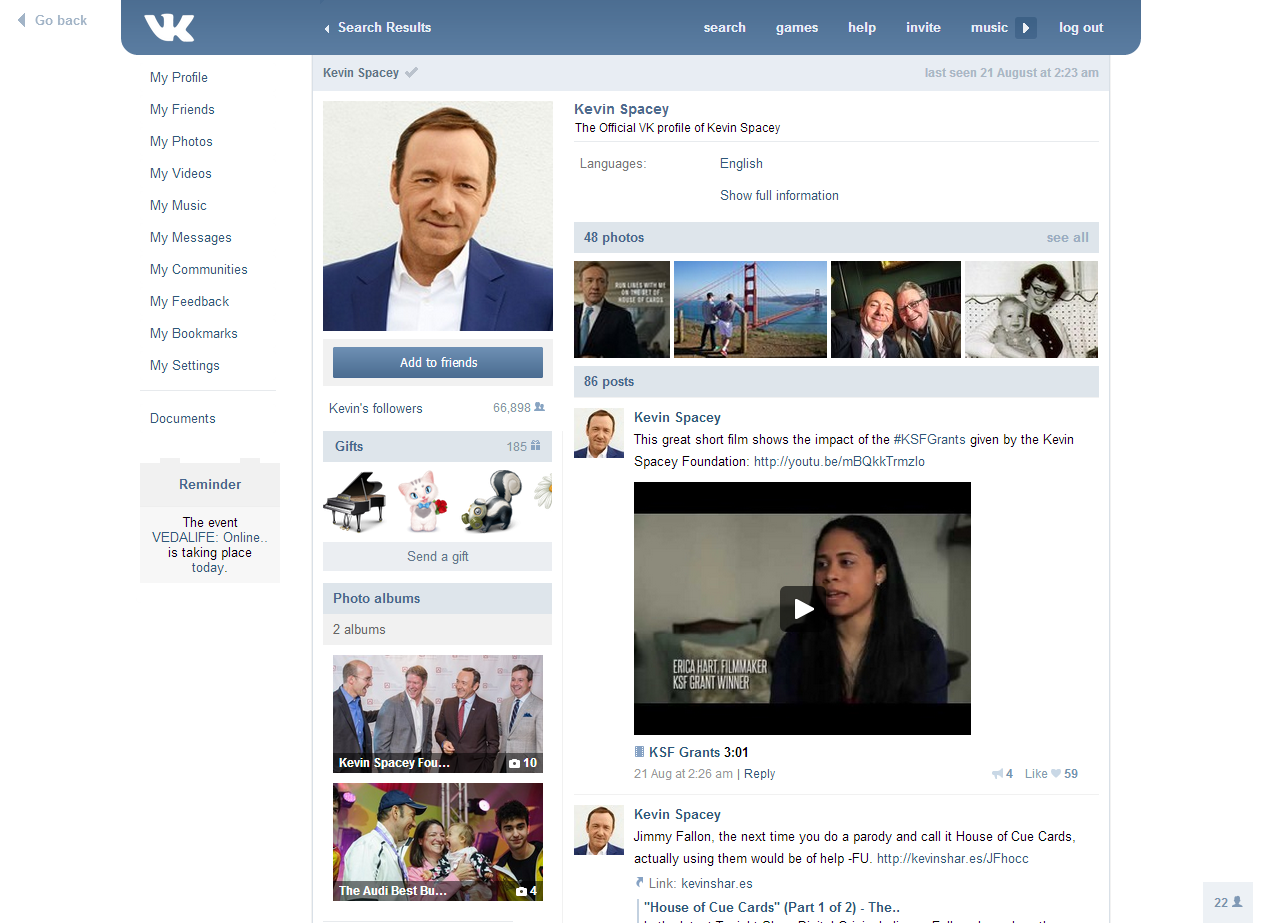 Go back
VK
Search Results
search
games
help
invite
music
log out
My Profile
My Friends
My Photos
My Videos
My Music
My Messages
My Communities
My Feedback
My Bookmarks
My Settings
Documents
Reminder
The event
VEDALIFE: Online..
is taking place
today.
Kevin Spacey
last seen 21 August at 2:23 am
Add to friends
Kevin's followers 66,898
Gifts 185
Send a gift
Photo albums
2 albums
Kevin Spacey Fou... 10
The Audi Best Bu... 4
Kevin Spacey
The Official VK profile of Kevin Spacey
Languages: English
Show full information
48 photos see all
RUN LINES WITH ME
ON THE SET OF
HOUSE OF CARDS
86 posts
Kevin Spacey
This great short film shows the impact of the #KSFGrants given by the Kevin
Spacey Foundation: http://youtu.be/mBQkkTrmzlo
ERICA HART, FILMMAKER
KSF GRANT WINNER
KSF Grants 3:01
21 Aug at 2:26 am | Reply 4 Like 59
Kevin Spacey
Jimmy Fallon, the next time you do a parody and call it House of Cue Cards,
actually using them would be of help -FU. http://kevinshar.es/JFhocc
Link: kevinshar.es
"House of Cue Cards" (Part 1 of 2) - The..
22